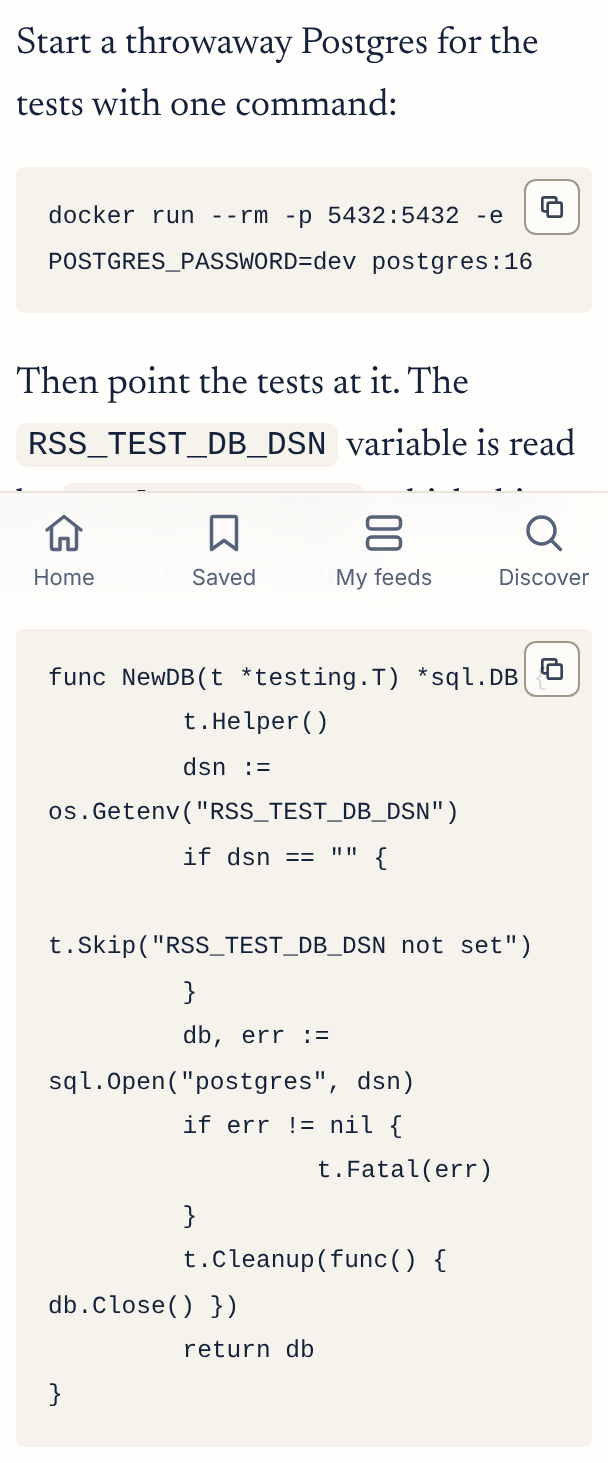 Start a throwaway Postgres for the
tests with one command:
docker run --rm -p 5432:5432 -e
POSTGRES_PASSWORD=dev postgres:16
Then point the tests at it. The
RSS_TEST_DB_DSN variable is read
Home Saved My feeds Discover
func NewDB(t *testing.T) *sql.DB {
t.Helper()
dsn :=
os.Getenv("RSS_TEST_DB_DSN")
if dsn == "" {
t.Skip("RSS_TEST_DB_DSN not set")
}
db, err :=
sql.Open("postgres", dsn)
if err != nil {
t.Fatal(err)
}
t.Cleanup(func() {
db.Close() })
return db
}